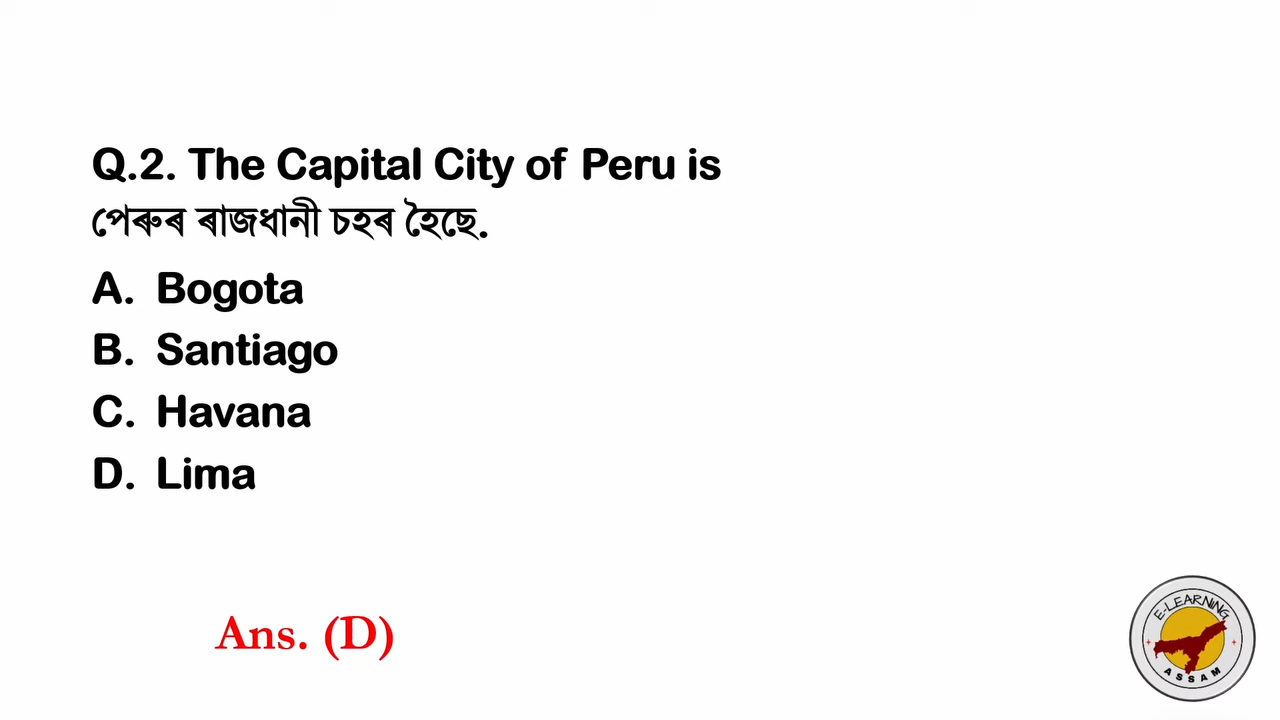 Q.2. The Capital City of Peru is
পেৰুৰ ৰাজধানী চহৰ হৈছে.
A. Bogota
B. Santiago
C. Havana
D. Lima
Ans. (D)
E-LEARNING
ASSAM